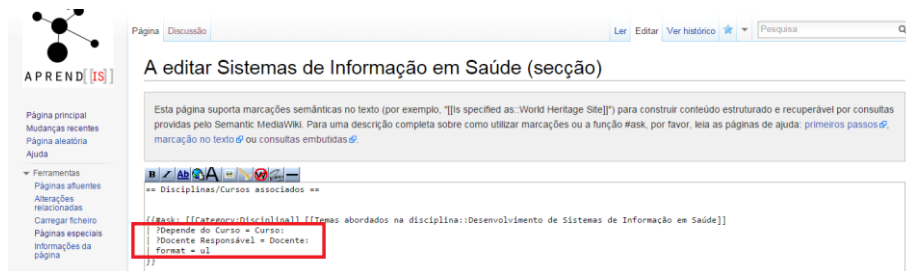 Página Discussão Ler Editar Ver histórico Pesquisa
APREND[[IS]]
A editar Sistemas de Informação em Saúde (secção)
Esta página suporta marcações semânticas no texto (por exemplo, "[[Is specified as::World Heritage Site]]") para construir conteúdo estruturado e recuperável por consultas
providas pelo Semantic MediaWiki. Para uma descrição completa sobre como utilizar marcações ou a função #ask, por favor, leia as páginas de ajuda: primeiros passos,
marcação no texto ou consultas embutidas.
Página principal
Mudanças recentes
Página aleatória
Ajuda
Ferramentas
Páginas afluentes
Alterações
relacionadas
Carregar ficheiro
Páginas especiais
Informações da
página
B I Ab A
== Disciplinas/Cursos associados ==
{{#ask: [[Category:Disciplina]] [[Temas abordados na disciplina::Desenvolvimento de Sistemas de Informação em Saúde]]
| ?Depende do Curso = Curso:
| ?Docente Responsável = Docente:
| format = ul
}}